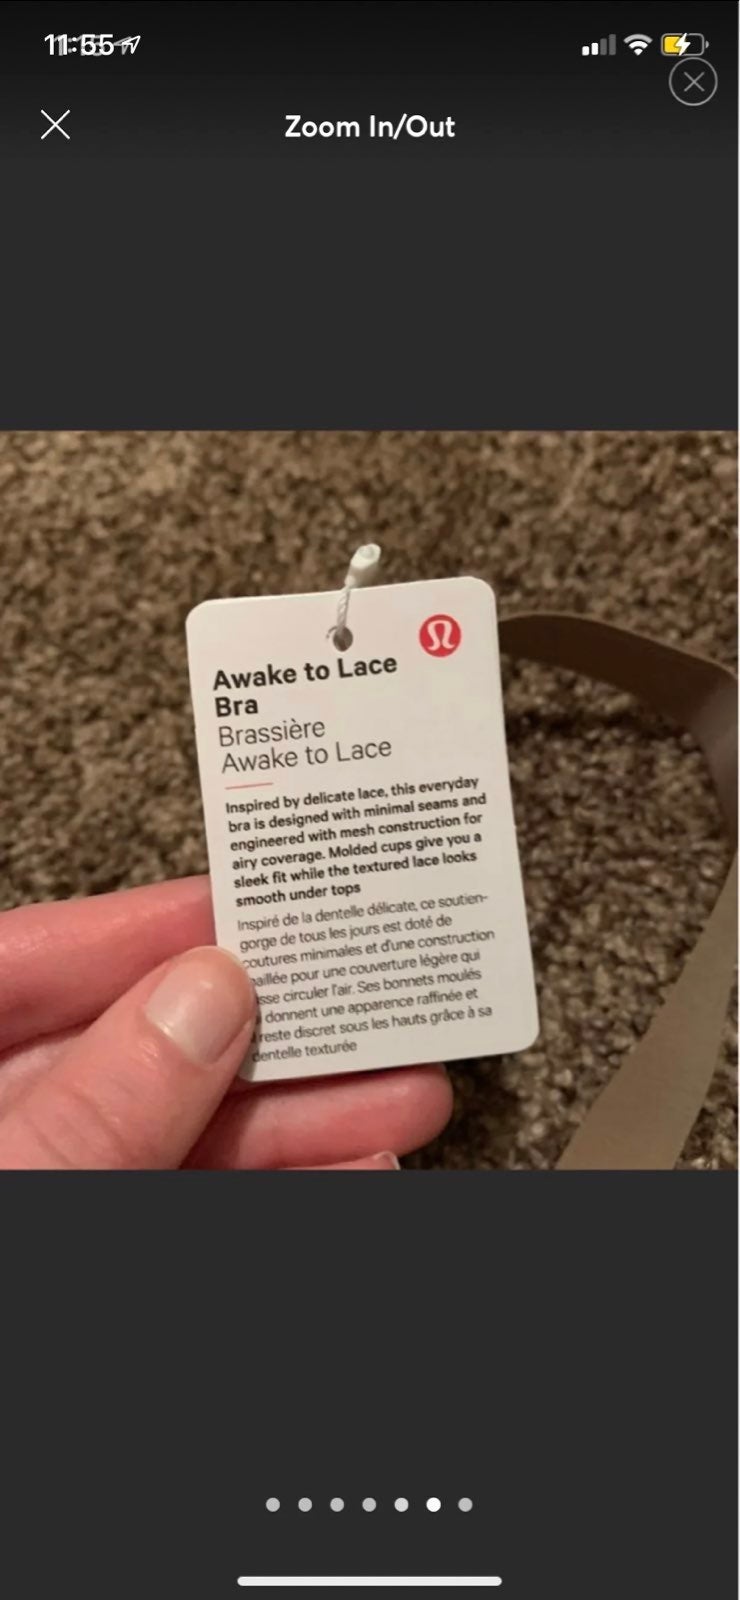 11:55
Zoom In/Out
Awake to Lace
Bra
Brassière
Awake to Lace
Inspired by delicate lace, this everyday
bra is designed with minimal seams and
engineered with mesh construction for
airy coverage. Molded cups give you a
sleek fit while the textured lace looks
smooth under tops
Inspiré de la dentelle délicate, ce soutien-
gorge de tous les jours est doté de
coutures minimales et d'une construction
pour une couverture légère qui
circuler l'air. Ses bonnets moulés
donnent une apparence raffinée et
reste discret sous les hauts grâce à sa
dentelle texturée